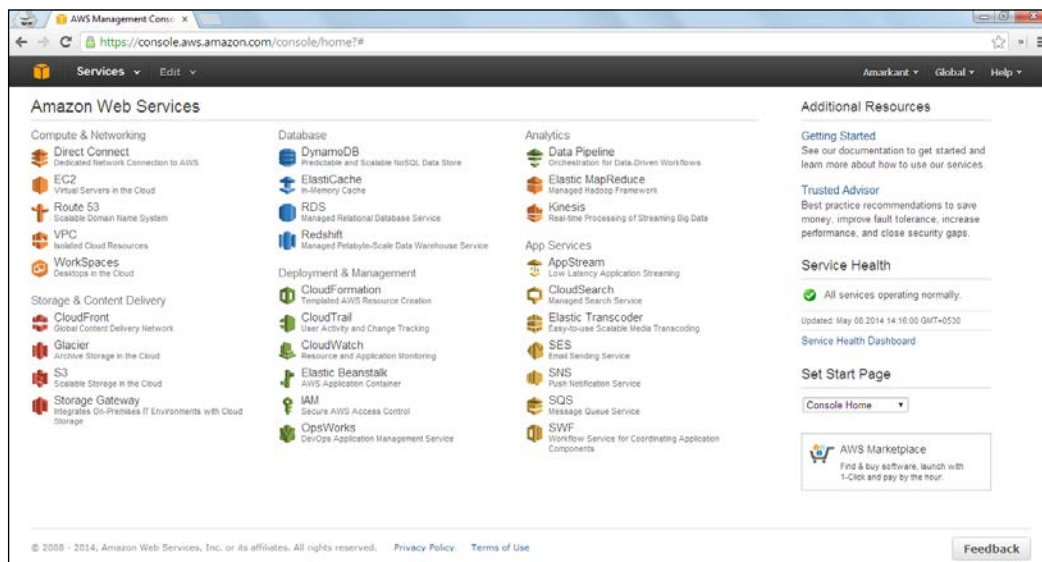 AWS Management Conso
https://console.aws.amazon.com/console/home?#
Services Edit Amarkant Global Help
Amazon Web Services
Compute & Networking
Direct Connect
Dedicated Network Connection to AWS
EC2
Virtual Servers in the Cloud
Route 53
Scalable Domain Name System
VPC
Isolated Cloud Resources
WorkSpaces
Desktops in the Cloud
Storage & Content Delivery
CloudFront
Global Content Delivery Network
Glacier
Archive Storage in the Cloud
S3
Scalable Storage in the Cloud
Storage Gateway
Integrates On-Premises IT Environments with Cloud
Storage
Database
DynamoDB
Predictable and Scalable NoSQL Data Store
ElastiCache
In-Memory Cache
RDS
Managed Relational Database Service
Redshift
Managed Petabyte-Scale Data Warehouse Service
Deployment & Management
CloudFormation
Templated AWS Resource Creation
CloudTrail
User Activity and Change Tracking
CloudWatch
Resource and Application Monitoring
Elastic Beanstalk
AWS Application Container
IAM
Secure AWS Access Control
OpsWorks
DevOps Application Management Service
Analytics
Data Pipeline
Orchestration for Data-Driven Workflows
Elastic MapReduce
Managed Hadoop Framework
Kinesis
Real-time Processing of Streaming Big Data
App Services
AppStream
Low Latency Application Streaming
CloudSearch
Managed Search Service
Elastic Transcoder
Easy-to-use Scalable Media Transcoding
SES
Email Sending Service
SNS
Push Notification Service
SQS
Message Queue Service
SWF
Workflow Service for Coordinating Application
Components
Additional Resources
Getting Started
See our documentation to get started and
learn more about how to use our services.
Trusted Advisor
Best practice recommendations to save
money, improve fault tolerance, increase
performance, and close security gaps.
Service Health
All services operating normally.
Updated: May 08 2014 14:16:00 GMT+0530
Service Health Dashboard
Set Start Page
Console Home
AWS Marketplace
Find & buy software, launch with
1-Click and pay by the hour.
© 2008 - 2014, Amazon Web Services, Inc. or its affiliates. All rights reserved. Privacy Policy Terms of Use
Feedback